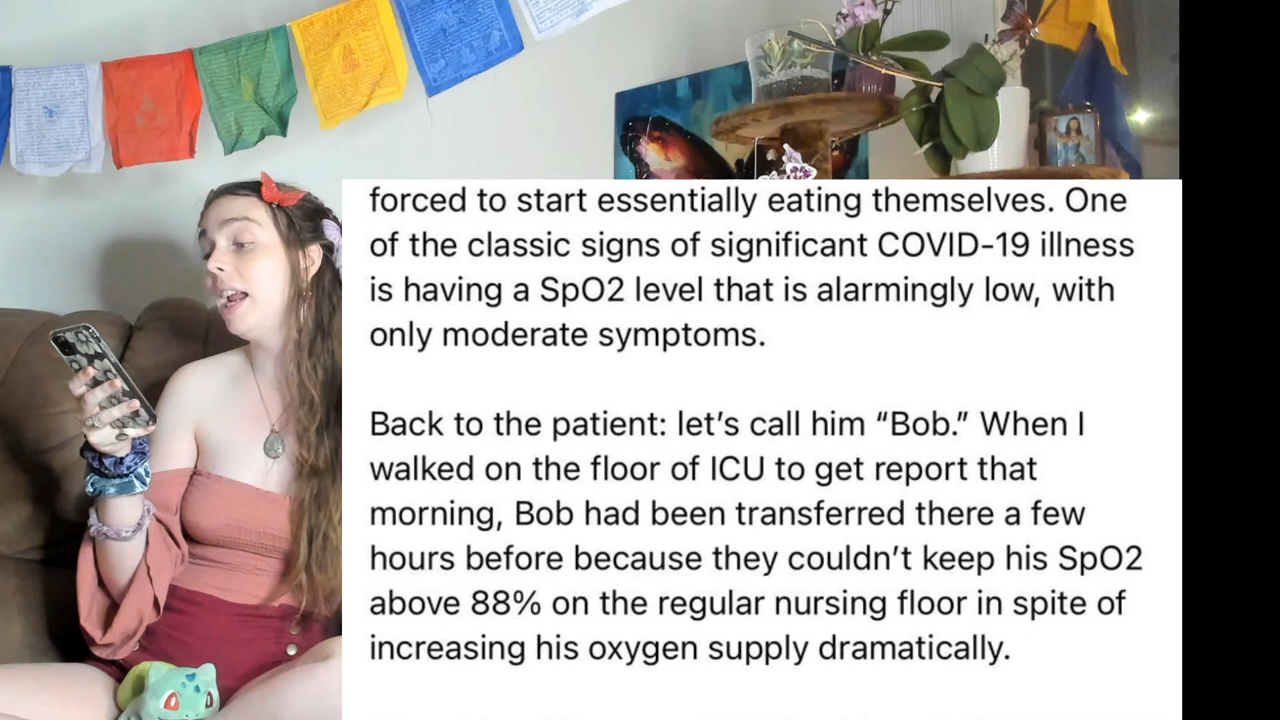 forced to start essentially eating themselves. One
of the classic signs of significant COVID-19 illness
is having a SpO2 level that is alarmingly low, with
only moderate symptoms.
Back to the patient: let’s call him “Bob.” When I
walked on the floor of ICU to get report that
morning, Bob had been transferred there a few
hours before because they couldn’t keep his SpO2
above 88% on the regular nursing floor in spite of
increasing his oxygen supply dramatically.